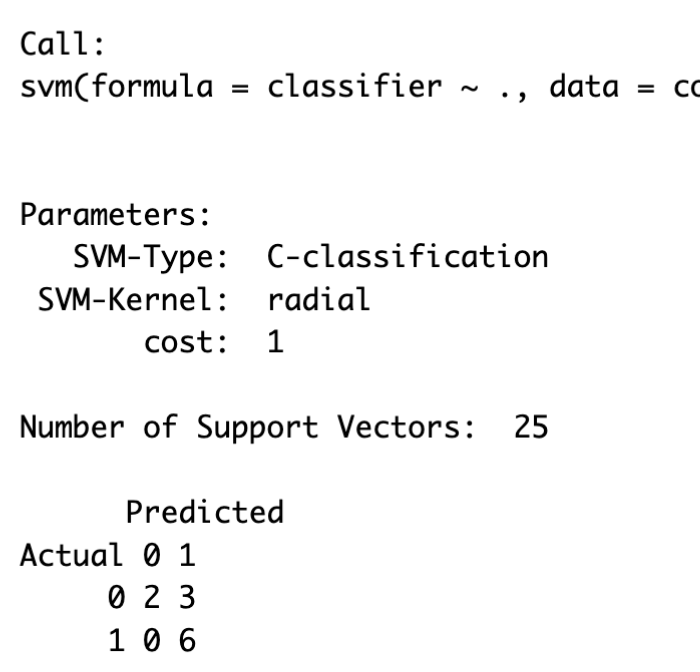 Call:
svm(formula = classifier ~ ., data = co
Parameters:
SVM-Type: C-classification
SVM-Kernel: radial
cost: 1
Number of Support Vectors: 25
Predicted
Actual 0 1
0 2 3
1 0 6